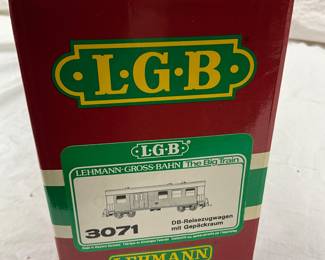 L·G·B
L·G·B®
LEHMANN-GROSS-BAHN The Big Train
3071
DB-Reisezugwagen
mit Gepäckraum
LEHMANN